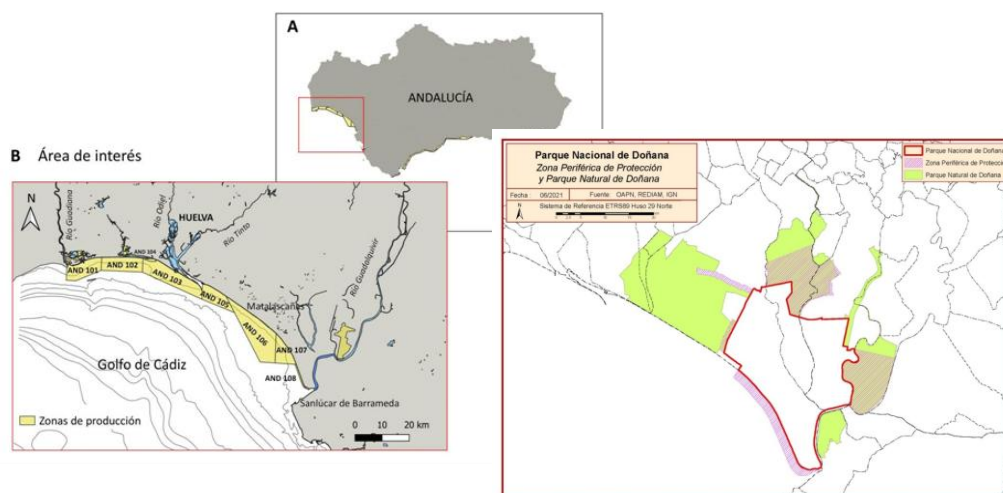 A
ANDALUCÍA
B Área de interés
N
Río Guadiana
Río Odiel
HUELVA
Río Tinto
AND 104
AND 101
AND 102
AND 103
AND 105
Matalascañas
Río Guadalquivir
AND 106
AND 107
Golfo de Cádiz
AND 108
Sanlúcar de Barrameda
Zonas de producción
0 10 20 km
Parque Nacional de Doñana
Zona Periférica de Protección
y Parque Natural de Doñana
Fecha 06/2021 Fuente: OAPN, REDIAM, IGN
Sistema de Referencia ETRS89 Huso 29 Norte
N
Parque Nacional de Doñana
Zona Periférica de Protecc
Parque Natural de Doñana